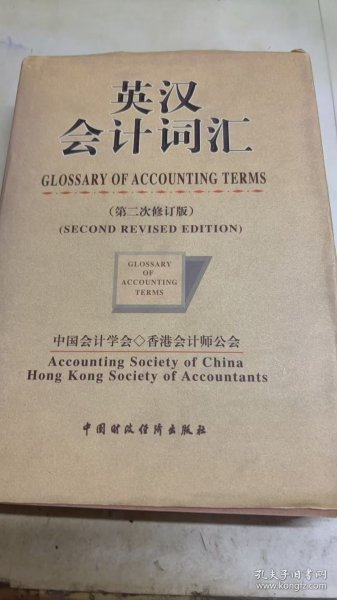 英汉
会计词汇
GLOSSARY OF ACCOUNTING TERMS
（第二次修订版）
(SECOND REVISED EDITION)
GLOSSARY
OF
ACCOUNTING
TERMS
中国会计学会◇香港会计师公会
Accounting Society of China
Hong Kong Society of Accountants
中国财政经济出版社
孔夫子旧书网
www.kongfz.com